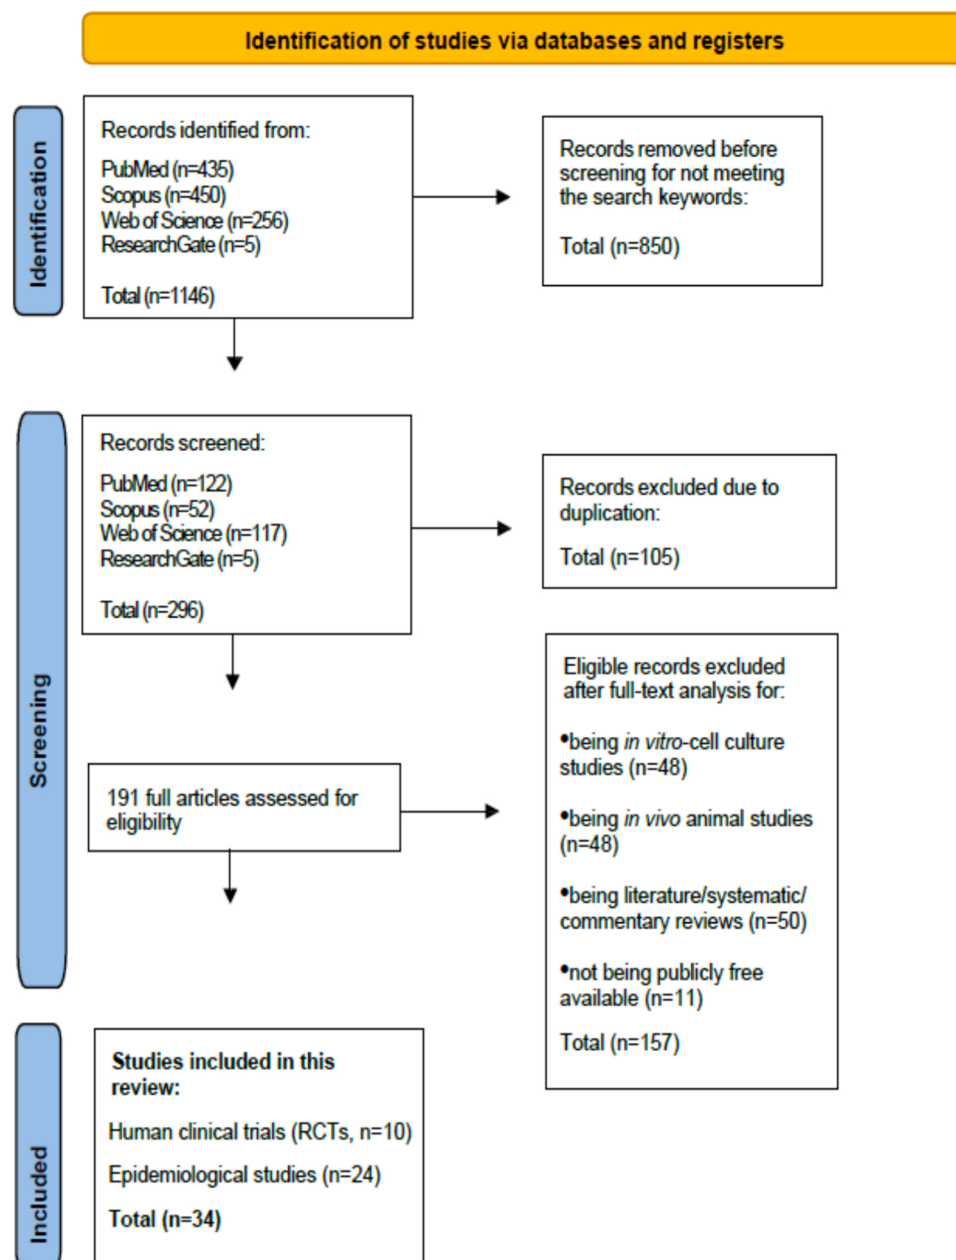 Identification of studies via databases and registers
Identification
Records identified from:
PubMed (n=435)
Scopus (n=450)
Web of Science (n=256)
ResearchGate (n=5)
Total (n=1146)
Records removed before
screening for not meeting
the search keywords:
Total (n=850)
Screening
Records screened:
PubMed (n=122)
Scopus (n=52)
Web of Science (n=117)
ResearchGate (n=5)
Total (n=296)
Records excluded due to
duplication:
Total (n=105)
191 full articles assessed for
eligibility
Eligible records excluded
after full-text analysis for:
•being in vitro-cell culture
studies (n=48)
•being in vivo animal studies
(n=48)
•being literature/systematic/
commentary reviews (n=50)
•not being publicly free
available (n=11)
Total (n=157)
Included
Studies included in this
review:
Human clinical trials (RCTs, n=10)
Epidemiological studies (n=24)
Total (n=34)